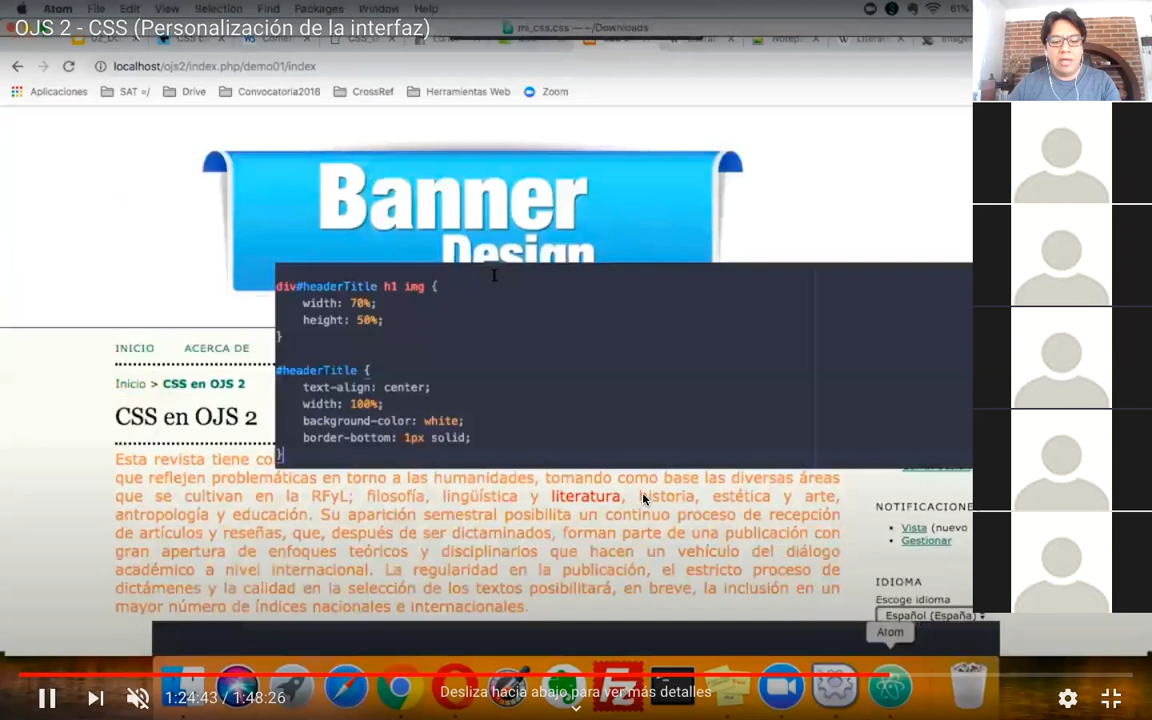 Atom File Edit View Selection Find Packages Window Help 61%
OJS 2 - CSS (Personalización de la interfaz)
mi_css.css — ~/Downloads
localhost/ojs2/index.php/demo01/index
Aplicaciones SAT =/ Drive Convocatoria2018 CrossRef Herramientas Web Zoom
Banner
Design
div#headerTitle h1 img {
width: 70%;
height: 50%;
}
#headerTitle {
text-align: center;
width: 100%;
background-color: white;
border-bottom: 1px solid;
}
INICIO ACERCA DE
Inicio > CSS en OJS 2
CSS en OJS 2
Esta revista tiene co
que reflejen problemáticas en torno a las humanidades, tomando como base las diversas áreas
que se cultivan en la RFyL; filosofía, lingüística y literatura, historia, estética y arte,
antropología y educación. Su aparición semestral posibilita un continuo proceso de recepción
de artículos y reseñas, que, después de ser dictaminados, forman parte de una publicación con
gran apertura de enfoques teóricos y disciplinarios que hacen un vehículo del diálogo
académico a nivel internacional. La regularidad en la publicación, el estricto proceso de
dictámenes y la calidad en la selección de los textos posibilitará, en breve, la inclusión en un
mayor número de índices nacionales e internacionales.
NOTIFICACIONE
Vista (nuevo
Gestionar
IDIOMA
Escoge idioma
Español (España)
Atom
Desliza hacia abajo para ver más detalles
1:24:43 / 1:48:26